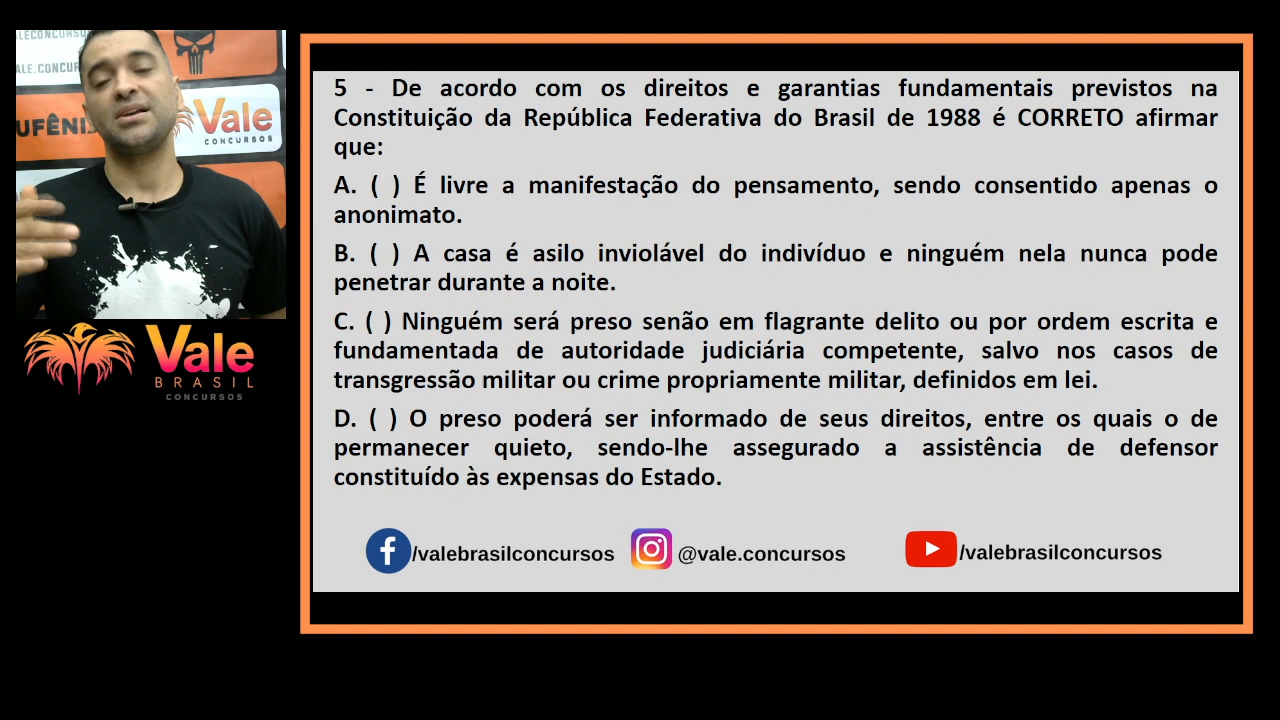 ALECONCURSO
ALE.CONCUR
UFÊNI
Vale
CONCURSOS
Vale
BRASIL
CONCURSOS
5 - De acordo com os direitos e garantias fundamentais previstos na
Constituição da República Federativa do Brasil de 1988 é CORRETO afirmar
que:
A. ( ) É livre a manifestação do pensamento, sendo consentido apenas o
anonimato.
B. ( ) A casa é asilo inviolável do indivíduo e ninguém nela nunca pode
penetrar durante a noite.
C. ( ) Ninguém será preso senão em flagrante delito ou por ordem escrita e
fundamentada de autoridade judiciária competente, salvo nos casos de
transgressão militar ou crime propriamente militar, definidos em lei.
D. ( ) O preso poderá ser informado de seus direitos, entre os quais o de
permanecer quieto, sendo-lhe assegurado a assistência de defensor
constituído às expensas do Estado.
/valebrasilconcursos
@vale.concursos
/valebrasilconcursos